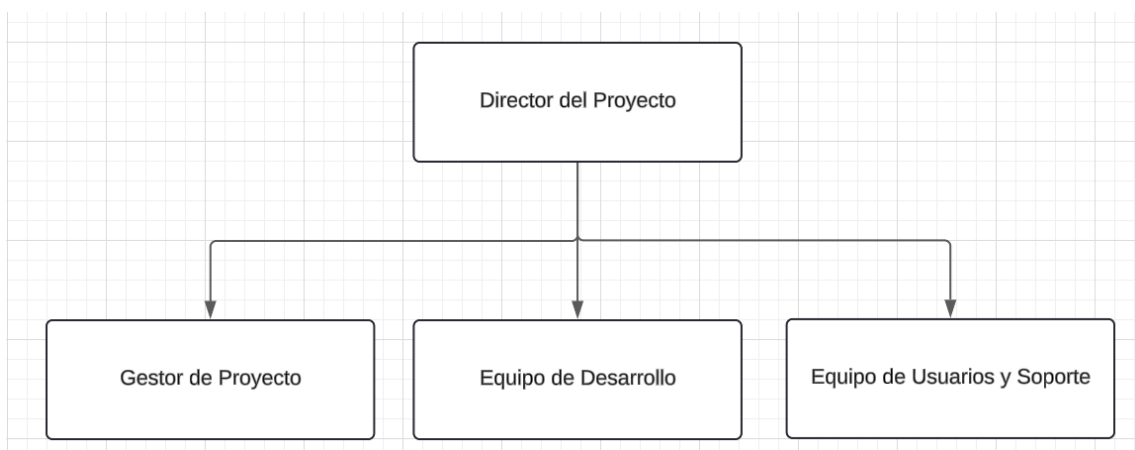 Director del Proyecto
Gestor de Proyecto
Equipo de Desarrollo
Equipo de Usuarios y Soporte